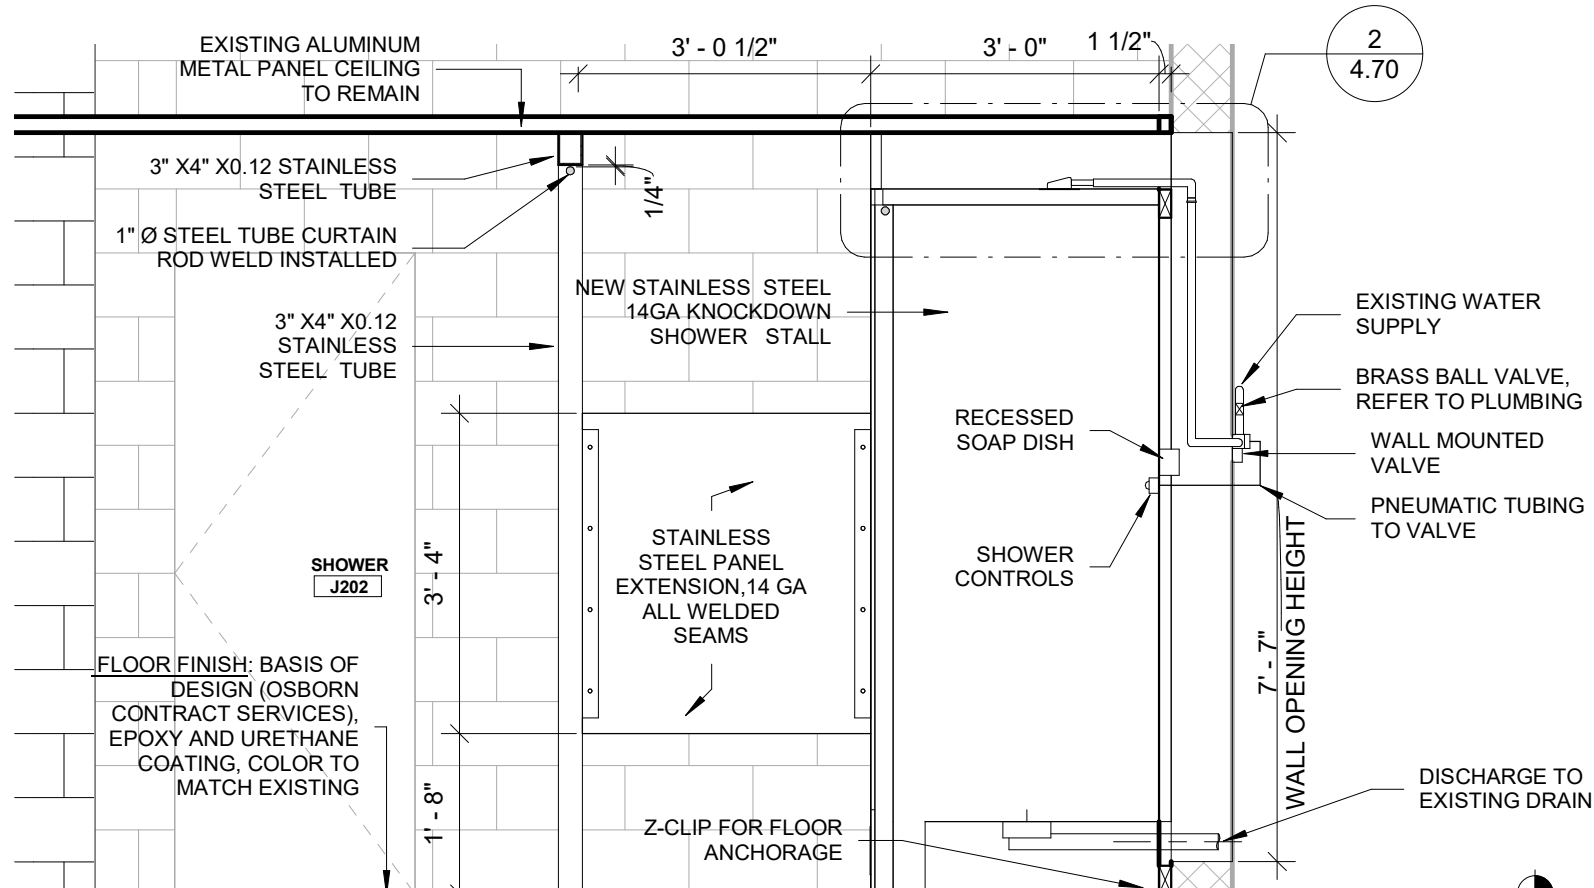 3' - 0 1/2"
3' - 0"
1 1/2"
2
4.70
EXISTING ALUMINUM
METAL PANEL CEILING
TO REMAIN
3" X4" X0.12 STAINLESS
STEEL TUBE
1/4"
1" Ø STEEL TUBE CURTAIN
ROD WELD INSTALLED
NEW STAINLESS STEEL
14GA KNOCKDOWN
SHOWER STALL
3" X4" X0.12
STAINLESS
STEEL TUBE
EXISTING WATER
SUPPLY
BRASS BALL VALVE,
REFER TO PLUMBING
WALL MOUNTED
VALVE
PNEUMATIC TUBING
TO VALVE
RECESSED
SOAP DISH
SHOWER
CONTROLS
STAINLESS
STEEL PANEL
EXTENSION,14 GA
ALL WELDED
SEAMS
SHOWER
J202
3' - 4"
7' - 7"
WALL OPENING HEIGHT
FLOOR FINISH: BASIS OF
DESIGN (OSBORN
CONTRACT SERVICES),
EPOXY AND URETHANE
COATING, COLOR TO
MATCH EXISTING
1' - 8"
Z-CLIP FOR FLOOR
ANCHORAGE
DISCHARGE TO
EXISTING DRAIN